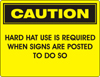 CAUTION
HARD HAT USE IS REQUIRED
WHEN SIGNS ARE POSTED
TO DO SO